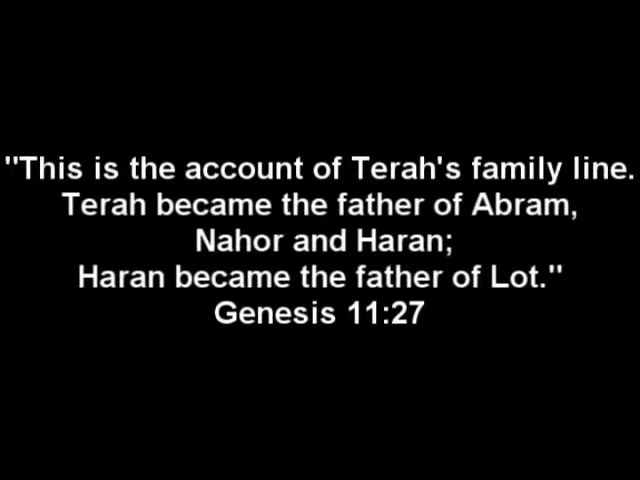 "This is the account of Terah's family line.
Terah became the father of Abram,
Nahor and Haran;
Haran became the father of Lot."
Genesis 11:27